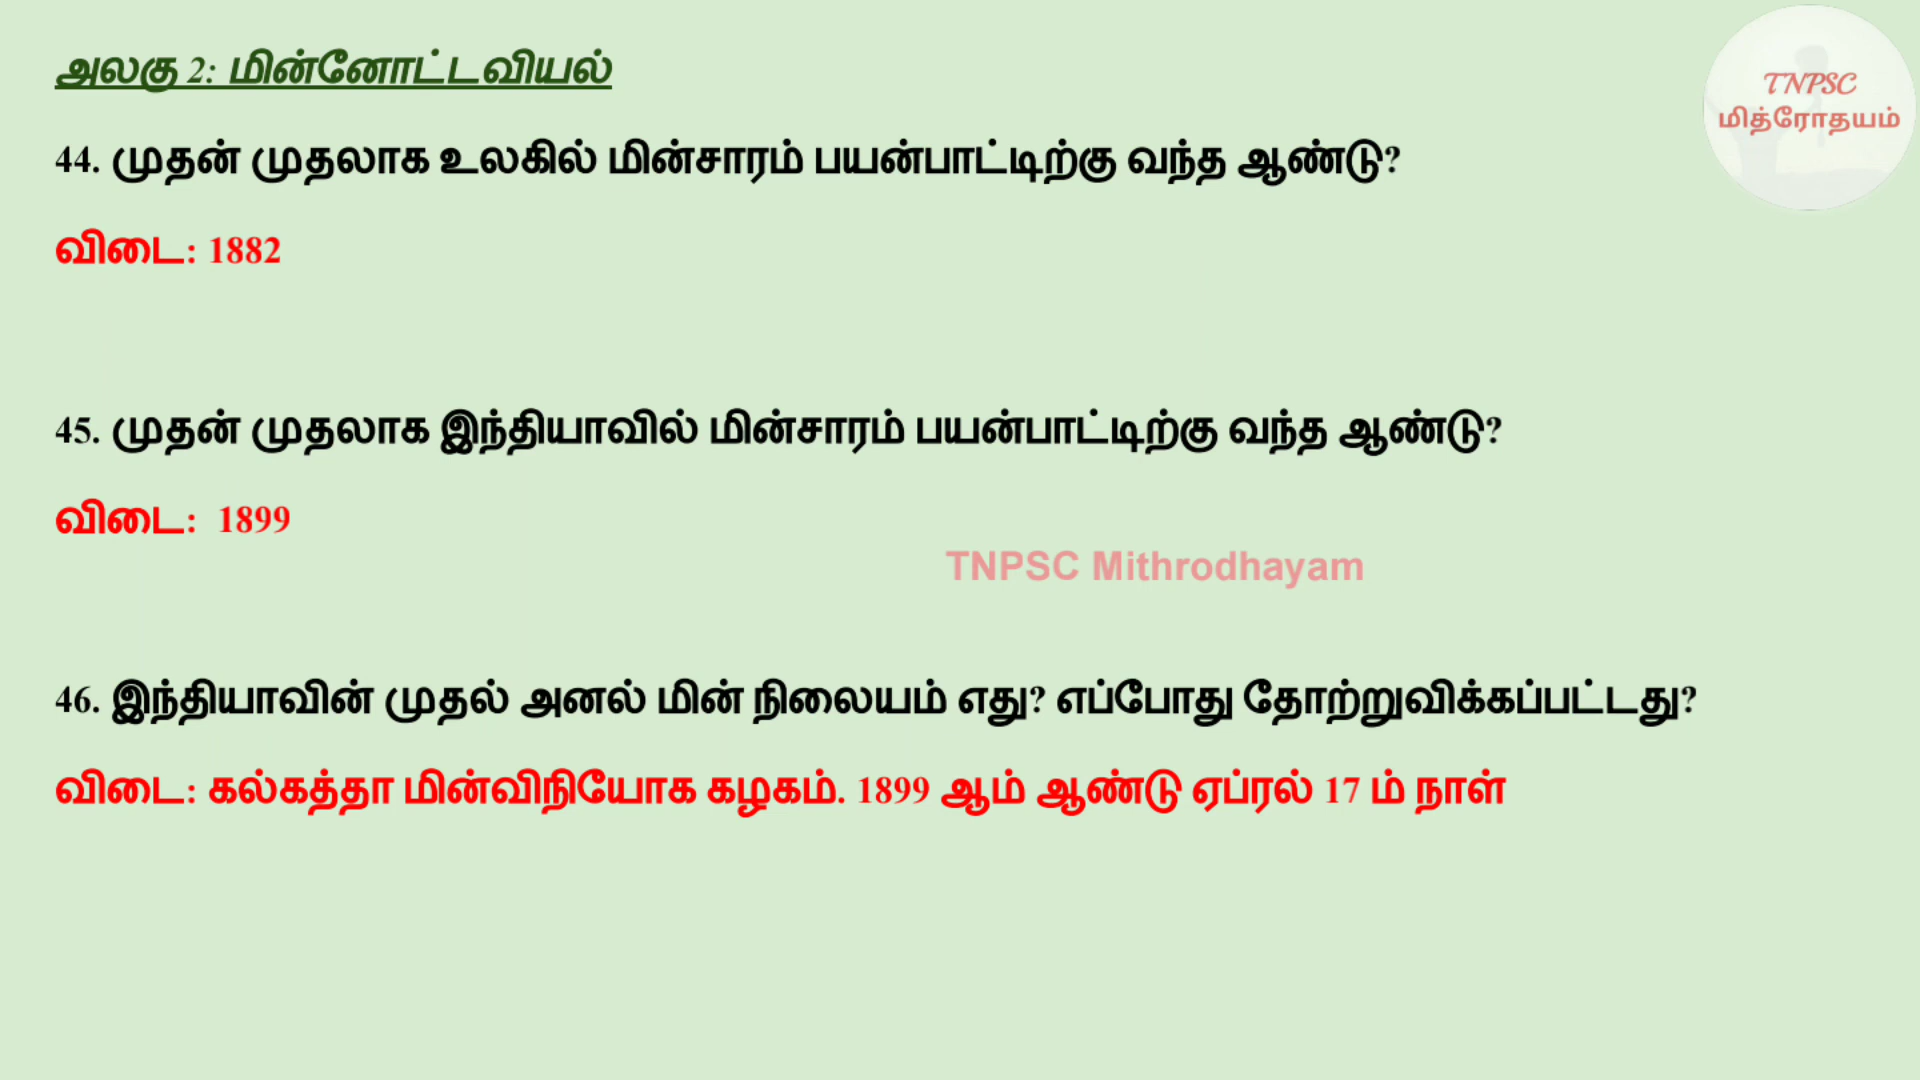 அலகு 2: மின்னோட்டவியல்
TNPSC
மித்ரோதயம்
44. முதன் முதலாக உலகில் மின்சாரம் பயன்பாட்டிற்கு வந்த ஆண்டு?
விடை: 1882
45. முதன் முதலாக இந்தியாவில் மின்சாரம் பயன்பாட்டிற்கு வந்த ஆண்டு?
விடை: 1899
TNPSC Mithrodhayam
46. இந்தியாவின் முதல் அனல் மின் நிலையம் எது? எப்போது தோற்றுவிக்கப்பட்டது?
விடை: கல்கத்தா மின்விநியோக கழகம். 1899 ஆம் ஆண்டு ஏப்ரல் 17 ம் நாள்